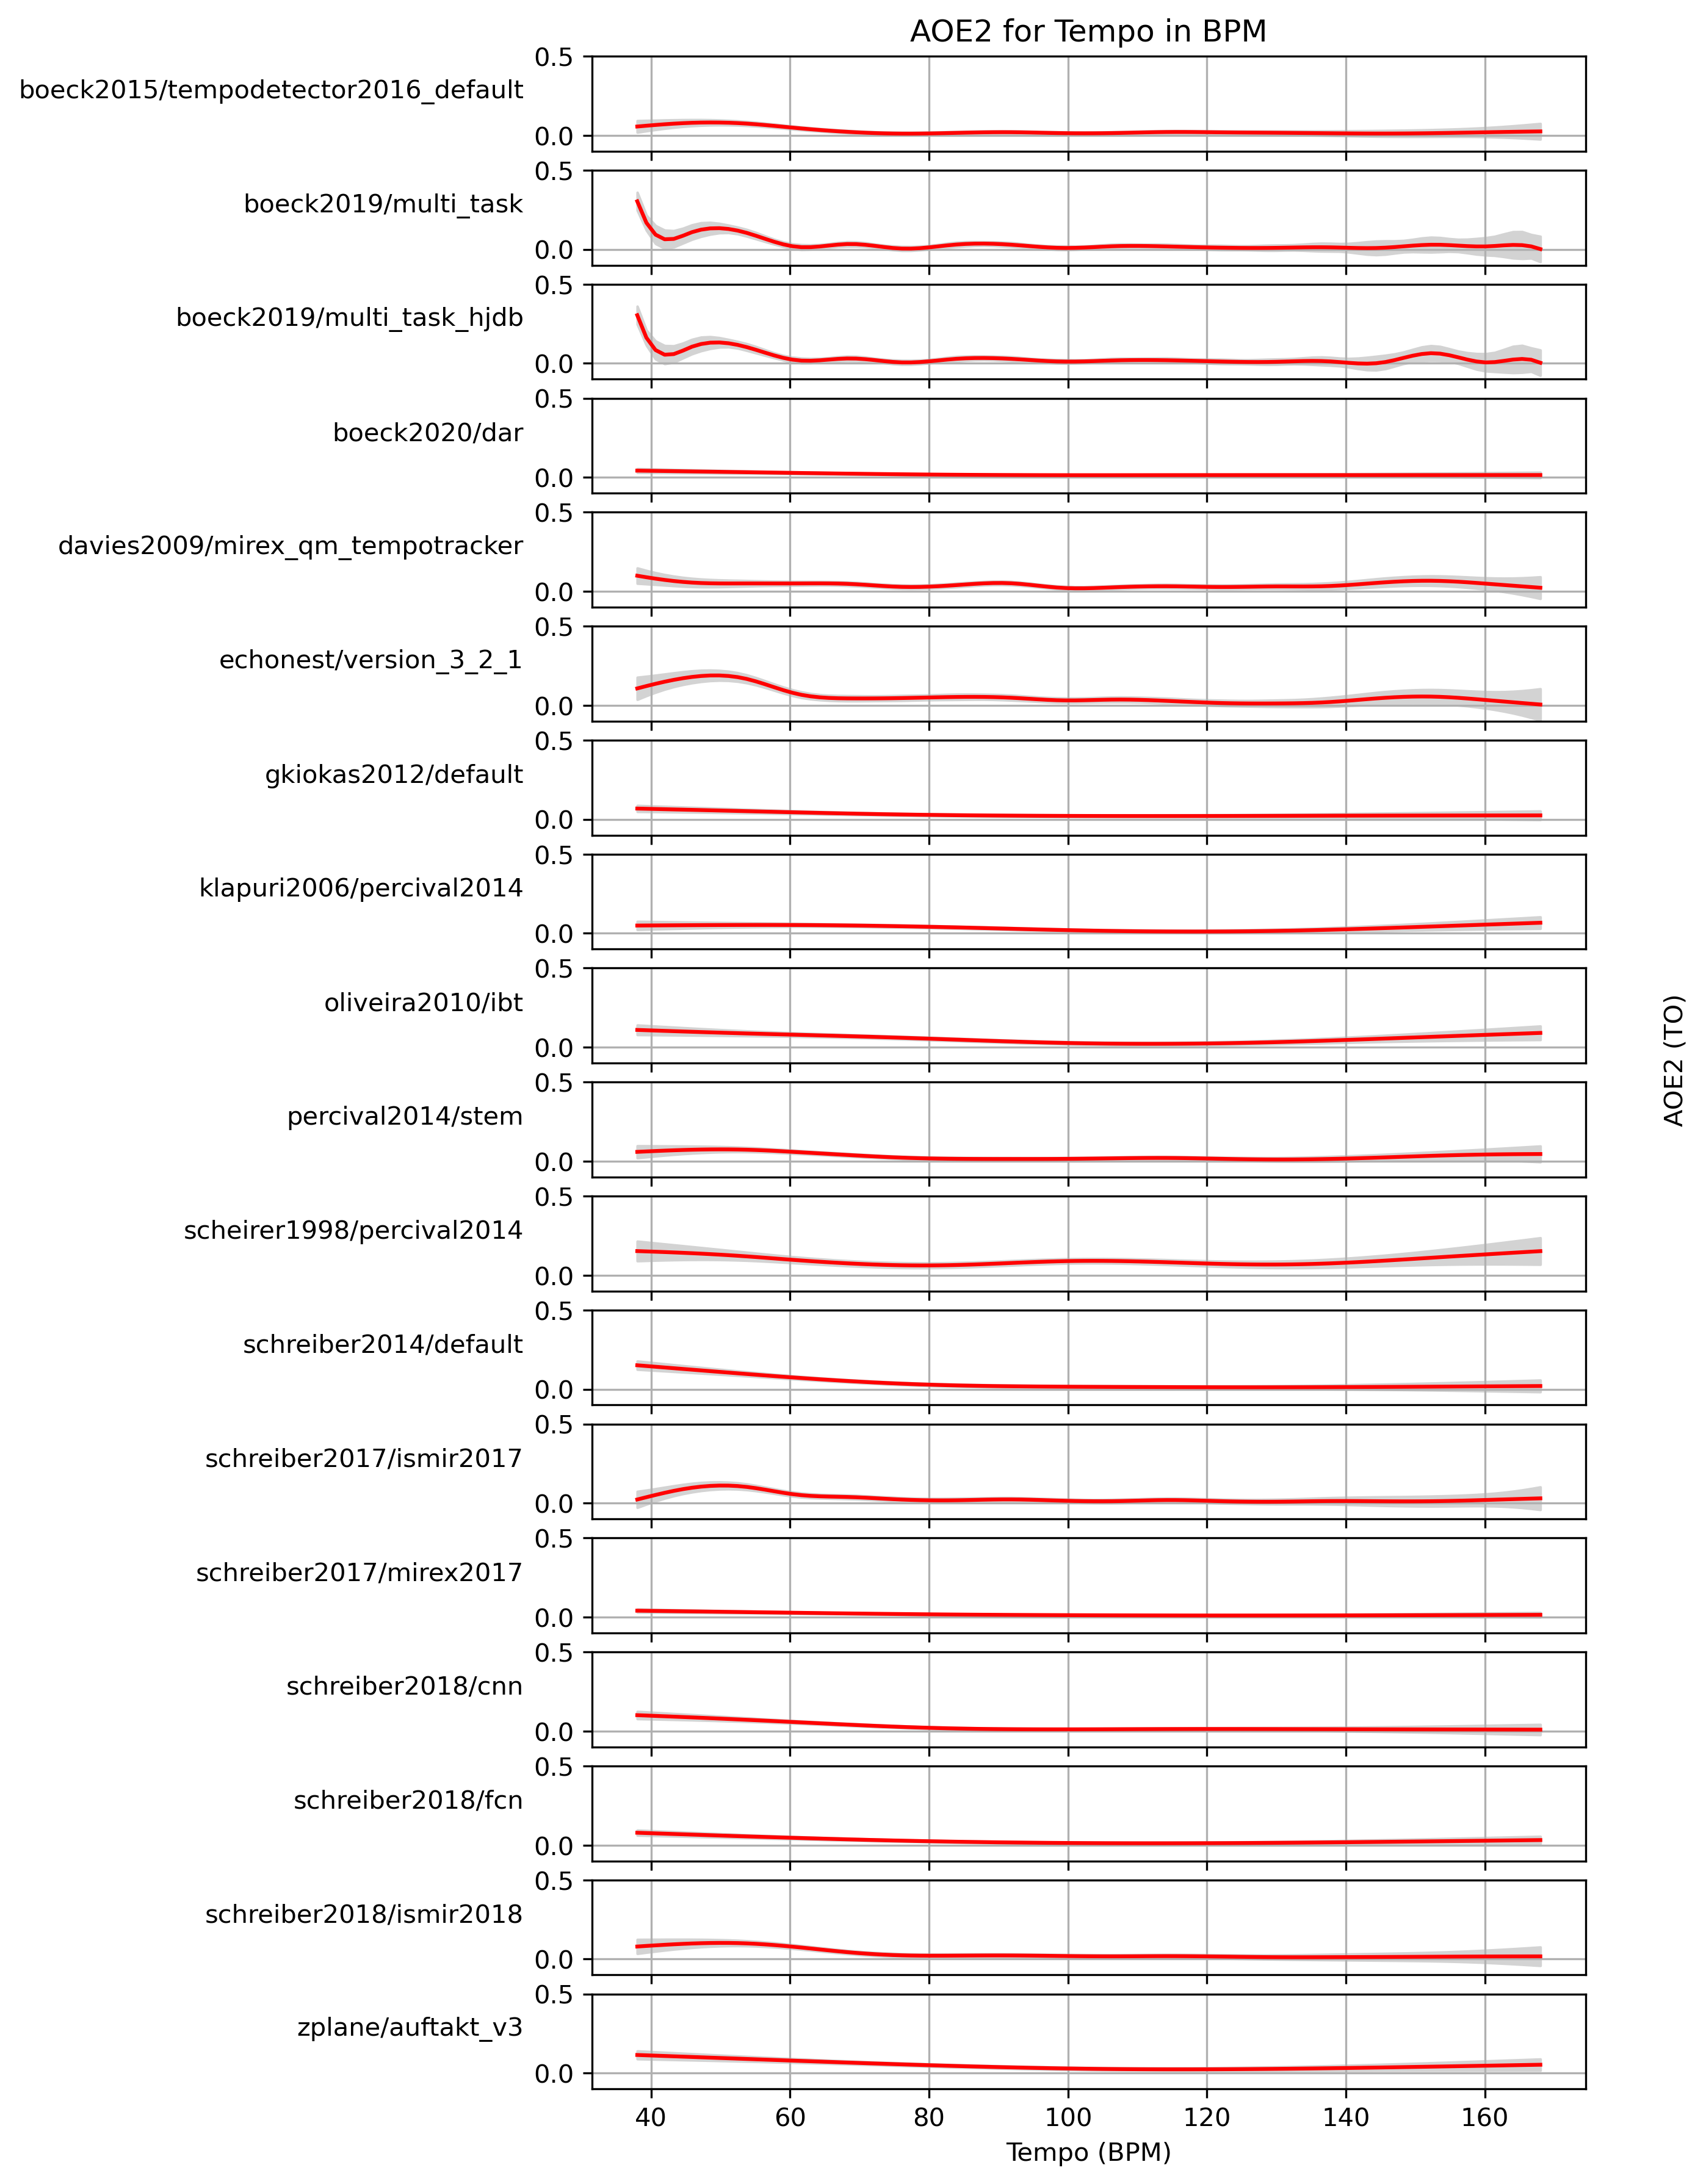 AOE2 for Tempo in BPM
0.5
boeck2015/tempodetector2016_default
0.0
0.5
boeck2019/multi_task
0.0
0.5
boeck2019/multi_task_hjdb
0.0
0.5
boeck2020/dar
0.0
0.5
davies2009/mirex_qm_tempotracker
0.0
0.5
echonest/version_3_2_1
0.0
0.5
gkiokas2012/default
0.0
0.5
klapuri2006/percival2014
0.0
0.5
oliveira2010/ibt
0.0
AOE2 (TO)
0.5
percival2014/stem
0.0
0.5
scheirer1998/percival2014
0.0
0.5
schreiber2014/default
0.0
0.5
schreiber2017/ismir2017
0.0
0.5
schreiber2017/mirex2017
0.0
0.5
schreiber2018/cnn
0.0
0.5
schreiber2018/fcn
0.0
0.5
schreiber2018/ismir2018
0.0
0.5
zplane/auftakt_v3
0.0
40 60 80 100 120 140 160
Tempo (BPM)